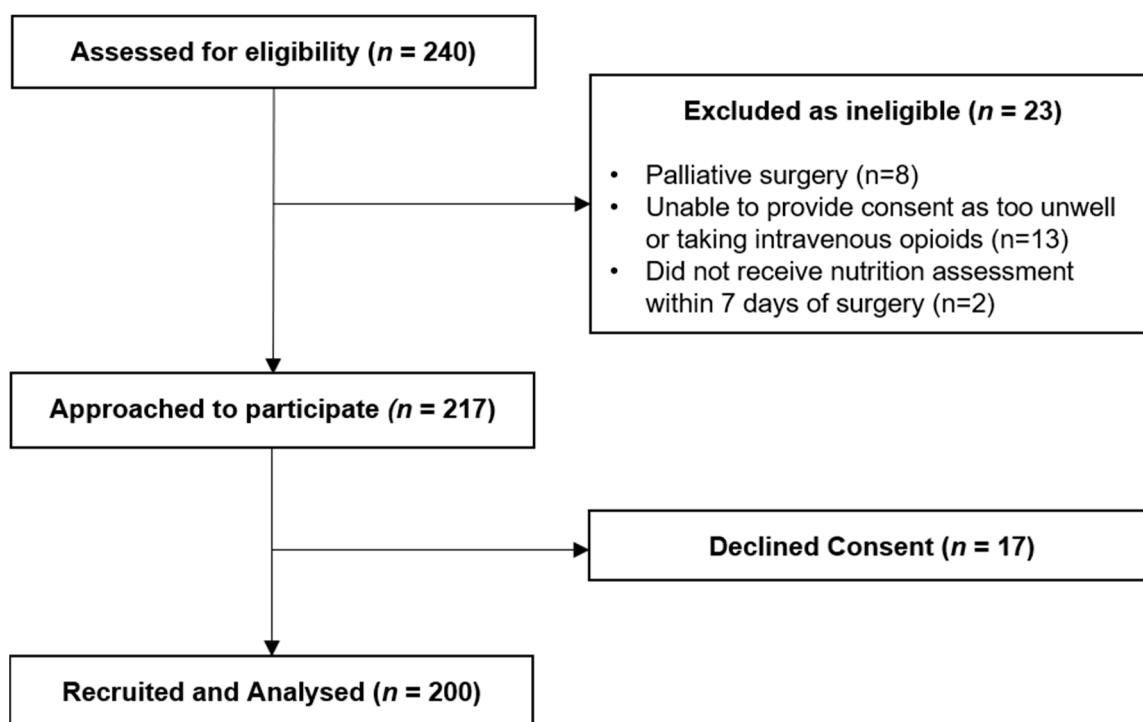 Assessed for eligibility (n = 240)
Excluded as ineligible (n = 23)
• Palliative surgery (n=8)
• Unable to provide consent as too unwell
or taking intravenous opioids (n=13)
• Did not receive nutrition assessment
within 7 days of surgery (n=2)
Approached to participate (n = 217)
Declined Consent (n = 17)
Recruited and Analysed (n = 200)